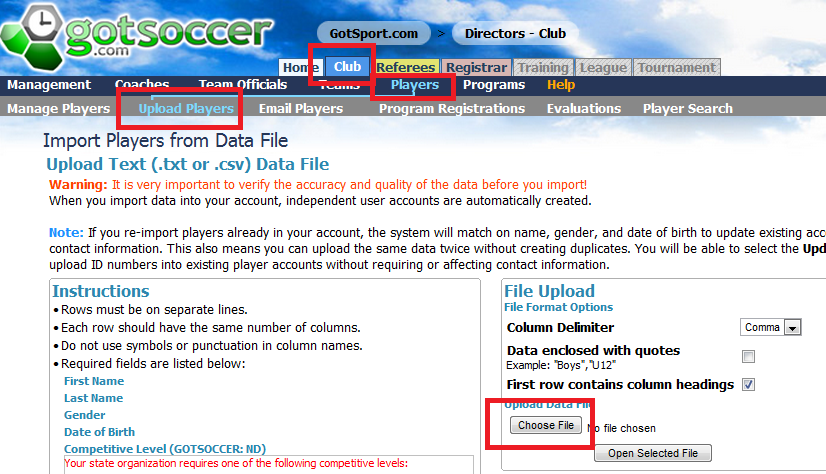 gotsoccer
.com
GotSport.com > Directors - Club
Home Club Referees Registrar Training League Tournament
Management Coaches Team Officials Teams Players Programs Help
Manage Players Upload Players Email Players Program Registrations Evaluations Player Search
Import Players from Data File
Upload Text (.txt or .csv) Data File
Warning: It is very important to verify the accuracy and quality of the data before you import!
When you import data into your account, independent user accounts are automatically created.
Note: If you re-import players already in your account, the system will match on name, gender, and date of birth to update existing acco
contact information. This also means you can upload the same data twice without creating duplicates. You will be able to select the Upd
upload ID numbers into existing player accounts without requiring or affecting contact information.
Instructions
• Rows must be on separate lines.
• Each row should have the same number of columns.
• Do not use symbols or punctuation in column names.
• Required fields are listed below:
First Name
Last Name
Gender
Date of Birth
Competitive Level (GOTSOCCER: ND)
Your state organization requires one of the following competitive levels:
File Upload
File Format Options
Column Delimiter Comma
Data enclosed with quotes
Example: "Boys","U12"
First row contains column headings
Upload Data File
Choose File No file chosen
Open Selected File